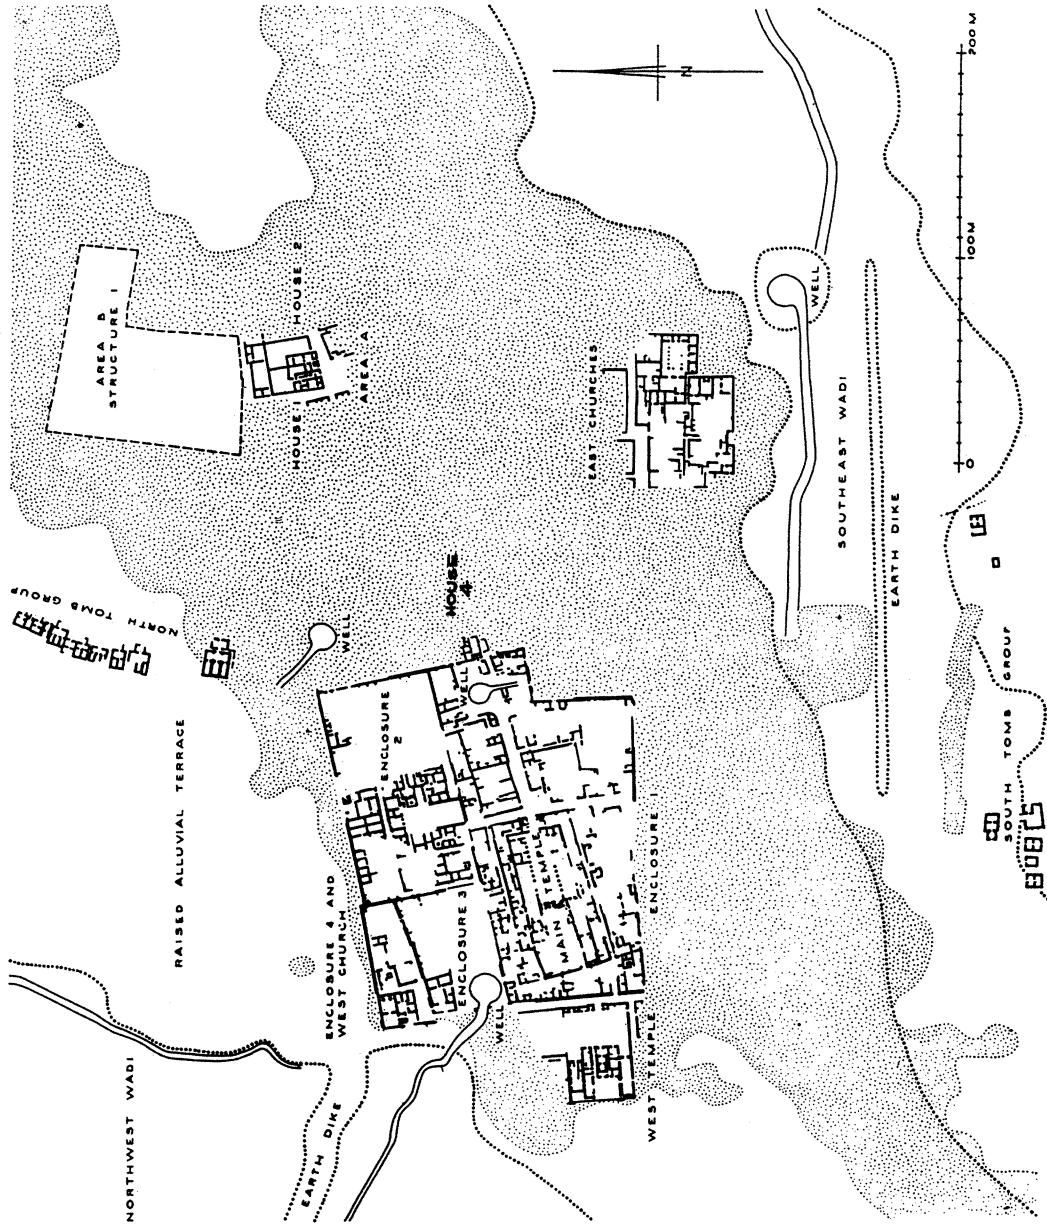 NORTHWEST WADI
EARTH DIKE
RAISED ALLUVIAL TERRACE
NORTH TOMB GROUP
AREA B
STRUCTURE 1
HOUSE 1
HOUSE 2
AREA A
WELL
ENCLOSURE 4 AND
WEST CHURCH
ENCLOSURE
2
ENCLOSURE 3
WELL
HOUSE
4
WELL
MAIN TEMPLE
ENCLOSURE 1
WEST TEMPLE
EAST CHURCHES
N
WELL
SOUTHEAST WADI
EARTH DIKE
0
100M
200M
SOUTH TOMB GROUP